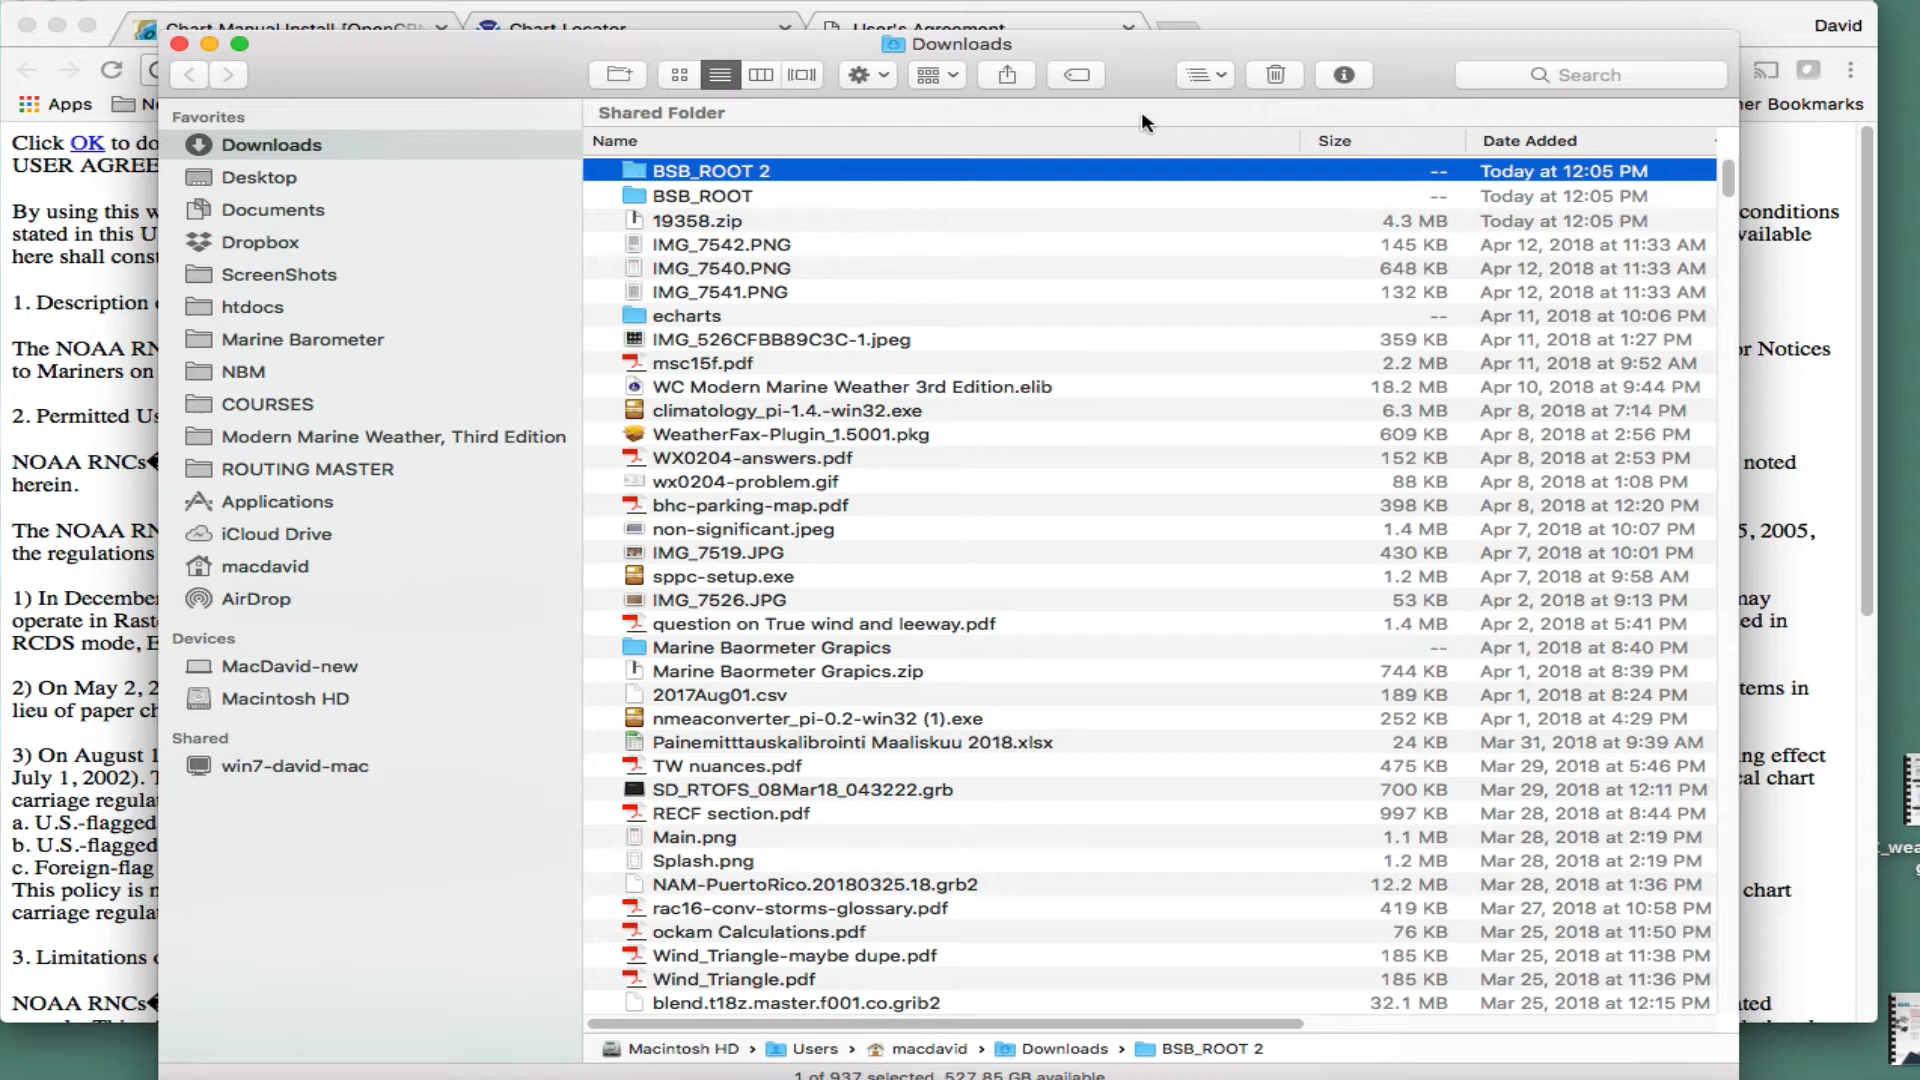 Chart Manual Install [OpenCP
Chart Locator
User's Agreement
David
Downloads
Search
Apps
ner Bookmarks
Shared Folder
Name
Size
Date Added
Favorites
Downloads
Desktop
Documents
Dropbox
ScreenShots
htdocs
Marine Barometer
NBM
COURSES
Modern Marine Weather, Third Edition
ROUTING MASTER
Applications
iCloud Drive
macdavid
AirDrop
Devices
MacDavid-new
Macintosh HD
Shared
win7-david-mac
BSB_ROOT 2 -- Today at 12:05 PM
BSB_ROOT -- Today at 12:05 PM
19358.zip 4.3 MB Today at 12:05 PM
IMG_7542.PNG 145 KB Apr 12, 2018 at 11:33 AM
IMG_7540.PNG 648 KB Apr 12, 2018 at 11:33 AM
IMG_7541.PNG 132 KB Apr 12, 2018 at 11:33 AM
echarts -- Apr 11, 2018 at 10:06 PM
IMG_526CFBB89C3C-1.jpeg 359 KB Apr 11, 2018 at 1:27 PM
msc15f.pdf 2.2 MB Apr 11, 2018 at 9:52 AM
WC Modern Marine Weather 3rd Edition.elib 18.2 MB Apr 10, 2018 at 9:44 PM
climatology_pi-1.4.-win32.exe 6.3 MB Apr 8, 2018 at 7:14 PM
WeatherFax-Plugin_1.5001.pkg 609 KB Apr 8, 2018 at 2:56 PM
WX0204-answers.pdf 152 KB Apr 8, 2018 at 2:53 PM
wx0204-problem.gif 88 KB Apr 8, 2018 at 1:08 PM
bhc-parking-map.pdf 398 KB Apr 8, 2018 at 12:20 PM
non-significant.jpeg 1.4 MB Apr 7, 2018 at 10:07 PM
IMG_7519.JPG 430 KB Apr 7, 2018 at 10:01 PM
sppc-setup.exe 1.2 MB Apr 7, 2018 at 9:58 AM
IMG_7526.JPG 53 KB Apr 2, 2018 at 9:13 PM
question on True wind and leeway.pdf 1.4 MB Apr 2, 2018 at 5:41 PM
Marine Baormeter Grapics -- Apr 1, 2018 at 8:40 PM
Marine Baormeter Grapics.zip 744 KB Apr 1, 2018 at 8:39 PM
2017Aug01.csv 189 KB Apr 1, 2018 at 8:24 PM
nmeaconverter_pi-0.2-win32 (1).exe 252 KB Apr 1, 2018 at 4:29 PM
Painemitttauskalibrointi Maaliskuu 2018.xlsx 24 KB Mar 31, 2018 at 9:39 AM
TW nuances.pdf 475 KB Mar 29, 2018 at 5:46 PM
SD_RTOFS_08Mar18_043222.grb 700 KB Mar 29, 2018 at 12:11 PM
RECF section.pdf 997 KB Mar 28, 2018 at 8:44 PM
Main.png 1.1 MB Mar 28, 2018 at 2:19 PM
Splash.png 1.2 MB Mar 28, 2018 at 2:19 PM
NAM-PuertoRico.20180325.18.grb2 12.2 MB Mar 28, 2018 at 1:36 PM
rac16-conv-storms-glossary.pdf 419 KB Mar 27, 2018 at 10:58 PM
ockam Calculations.pdf 76 KB Mar 25, 2018 at 11:50 PM
Wind_Triangle-maybe dupe.pdf 185 KB Mar 25, 2018 at 11:38 PM
Wind_Triangle.pdf 185 KB Mar 25, 2018 at 11:36 PM
blend.t18z.master.f001.co.grib2 32.1 MB Mar 25, 2018 at 12:15 PM
Macintosh HD › Users › macdavid › Downloads › BSB_ROOT 2
1 of 937 selected, 527.85 GB available
Click OK to do
USER AGREE
By using this w
conditions
stated in this U
vailable
here shall cons
1. Description
The NOAA RN
or Notices
to Mariners on
2. Permitted Us
NOAA RNCs
noted
herein.
The NOAA RN
5, 2005,
the regulations
1) In December
may
operate in Rast
ed in
RCDS mode, E
2) On May 2, 2
tems in
lieu of paper ch
3) On August 1
ng effect
July 1, 2002). T
cal chart
carriage regula
a. U.S.-flagged
b. U.S.-flagged
c. Foreign-flag
This policy is n
chart
carriage regula
3. Limitations
NOAA RNCs
ted
_wea